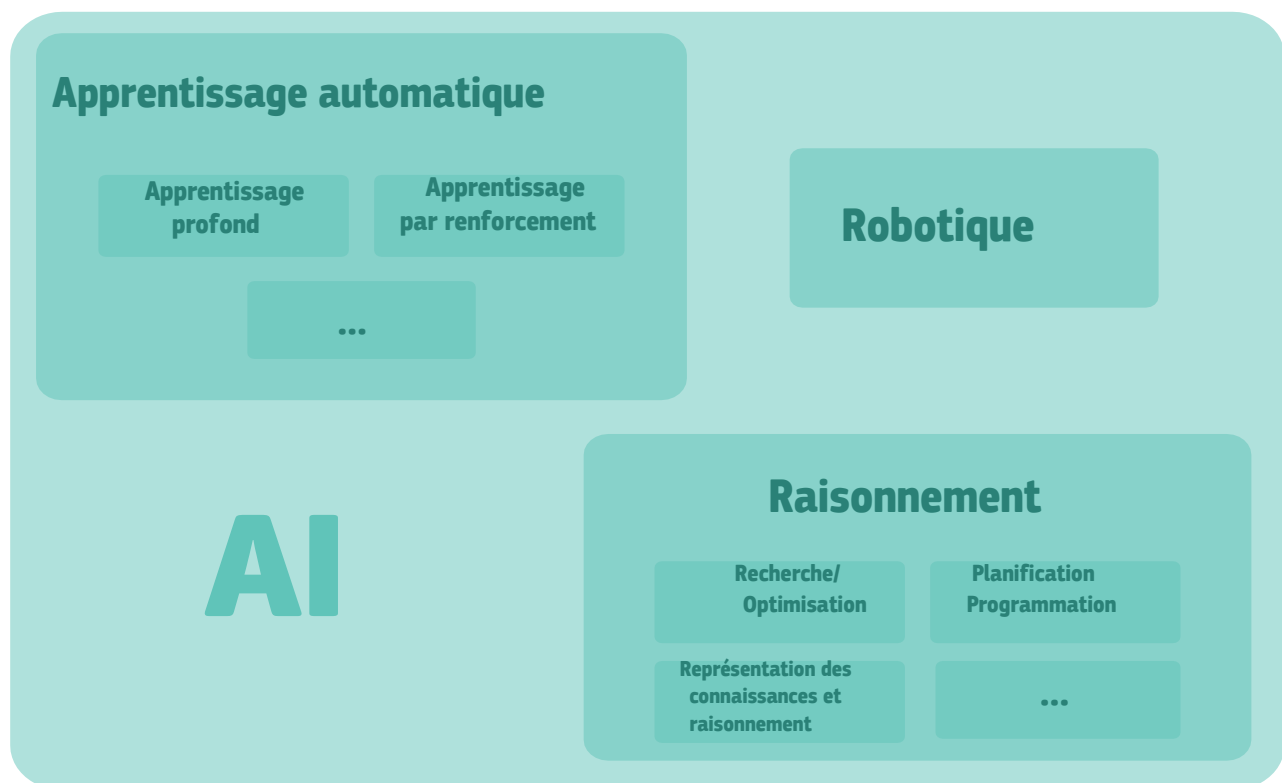 Apprentissage automatique
Apprentissage
profond
Apprentissage
par renforcement
...
Robotique
AI
Raisonnement
Recherche/
Optimisation
Planification
Programmation
Représentation des
connaissances et
raisonnement
...